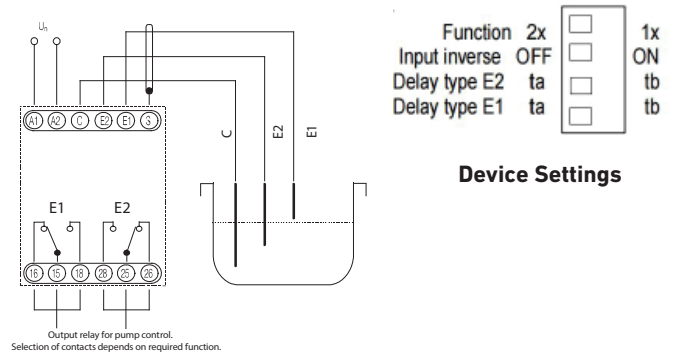 Un
A1 A2 C E2 E1 S
C E2 E1
E1 E2
16 15 18 28 25 26
Output relay for pump control.
Selection of contacts depends on required function.
Function 2x 1x
Input inverse OFF ON
Delay type E2 ta tb
Delay type E1 ta tb
Device Settings